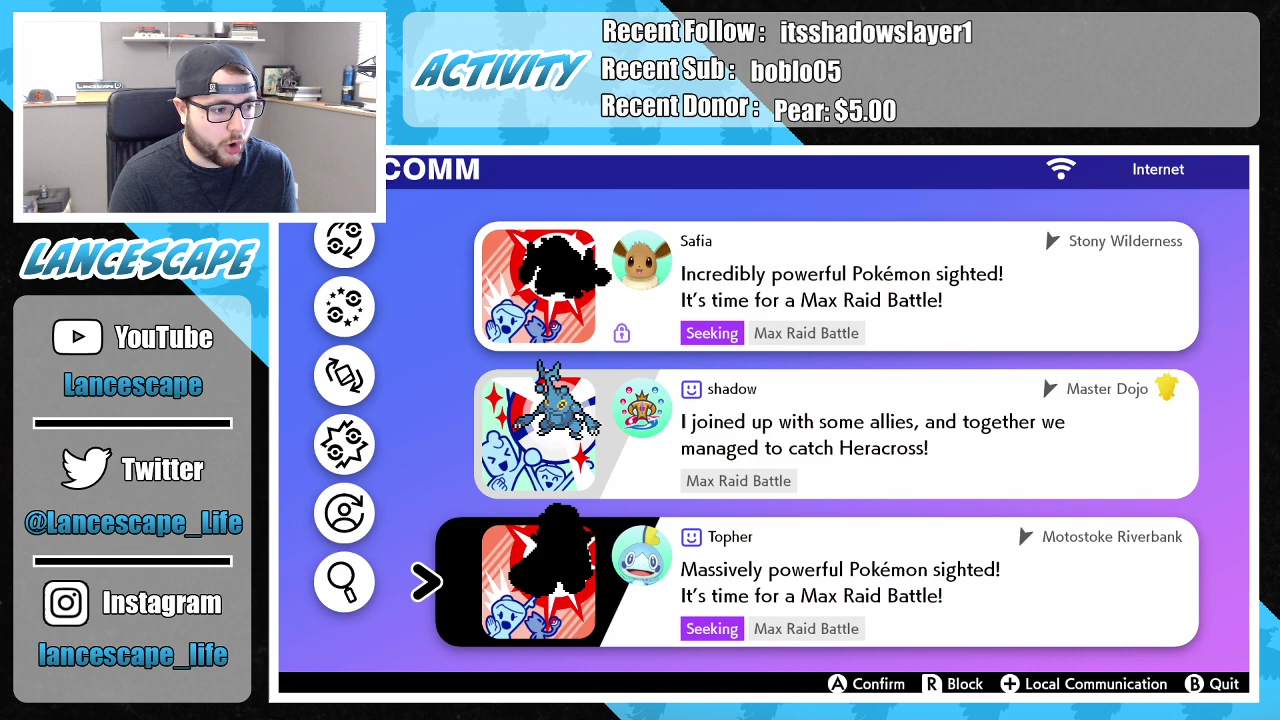 ACTIVITY
Recent Follow : itsshadowslayer1
Recent Sub : boblo05
Recent Donor : Pear: $5.00
LANCESCAPE
YouTube
Lancescape
Twitter
@Lancescape_Life
Instagram
lancescape_life
COMM
Internet
Safia
Stony Wilderness
Incredibly powerful Pokémon sighted!
It's time for a Max Raid Battle!
Seeking Max Raid Battle
shadow
Master Dojo
I joined up with some allies, and together we
managed to catch Heracross!
Max Raid Battle
Topher
Motostoke Riverbank
Massively powerful Pokémon sighted!
It's time for a Max Raid Battle!
Seeking Max Raid Battle
A Confirm R Block + Local Communication B Quit